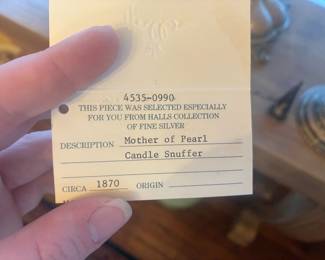 4535-0990
THIS PIECE WAS SELECTED ESPECIALLY
FOR YOU FROM HALLS COLLECTION
OF FINE SILVER
DESCRIPTION Mother of Pearl
Candle Snuffer
CIRCA 1870 ORIGIN